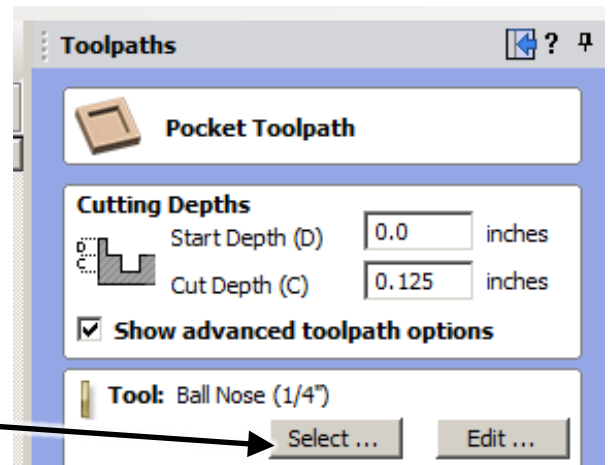 Toolpaths ?
Pocket Toolpath
Cutting Depths
D Start Depth (D) 0.0 inches
C Cut Depth (C) 0.125 inches
Show advanced toolpath options
Tool: Ball Nose (1/4")
Select ... Edit ...